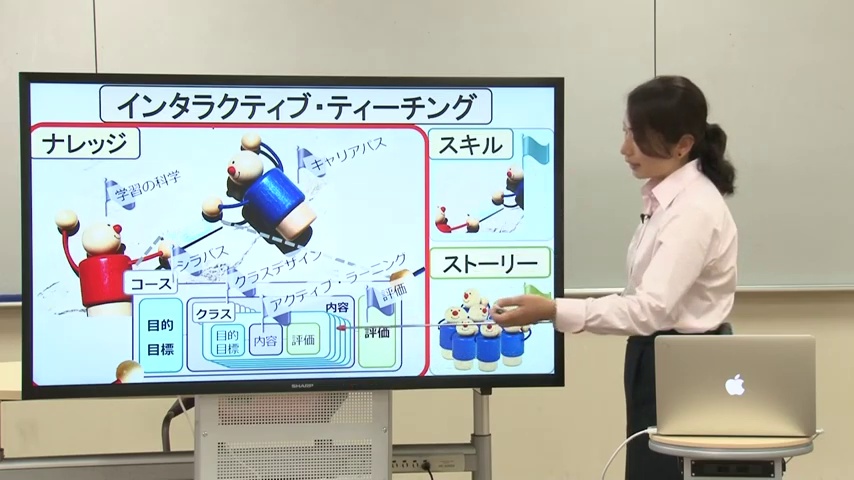 インタラクティブ・ティーチング
ナレッジ
スキル
キャリアパス
学習の科学
シラバス
クラスデザイン
アクティブ・ラーニング
評価
ストーリー
コース
目的
目標
クラス
内容
目的
目標
内容
評価
評価
SHARP